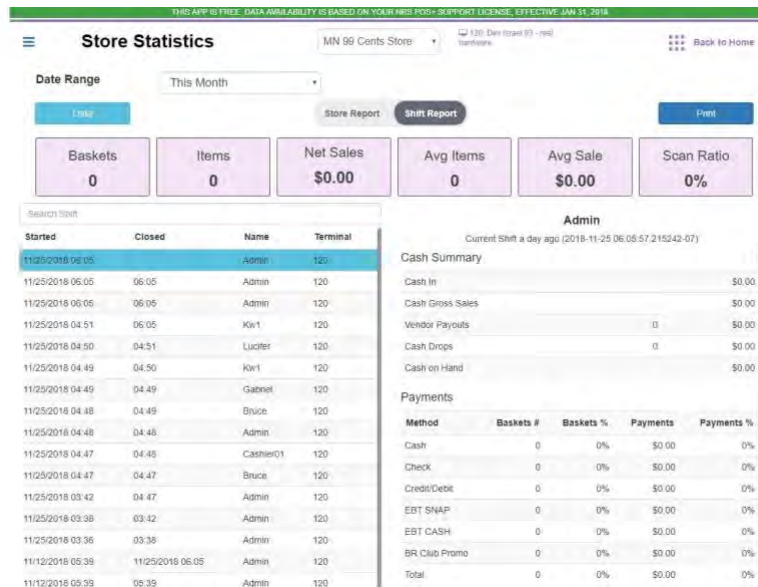 THIS APP IS FREE. DATA AVAILABILITY IS BASED ON YOUR NRS POS+ SUPPORT LICENSE, EFFECTIVE JAN 31, 2018
Store Statistics
MN 99 Cents Store
120: Dev Israel 03 - real hardware
Back to Home
Date Range
This Month
Store Report
Shift Report
Print
Baskets Items Net Sales Avg Items Avg Sale Scan Ratio
0 0 $0.00 0 $0.00 0%
Search Shift
Started Closed Name Terminal
11/25/2018 06:05 Admin 120
11/25/2018 06:05 06:05 Admin 120
11/25/2018 06:05 06:05 Admin 120
11/25/2018 04:51 06:05 Kw1 120
11/25/2018 04:50 04:51 Lucifer 120
11/25/2018 04:49 04:50 Kw1 120
11/25/2018 04:49 04:49 Gabriel 120
11/25/2018 04:48 04:49 Bruce 120
11/25/2018 04:48 04:48 Admin 120
11/25/2018 04:47 04:48 Cashier01 120
11/25/2018 04:47 04:47 Bruce 120
11/25/2018 03:42 04:47 Admin 120
11/25/2018 03:38 03:42 Admin 120
11/25/2018 03:36 03:38 Admin 120
11/12/2018 05:39 11/25/2018 06:05 Admin 120
11/12/2018 05:39 05:39 Admin 120
Admin
Current Shift a day ago (2018-11-25 06:05:57.215242-07)
Cash Summary
Cash In $0.00
Cash Gross Sales $0.00
Vendor Payouts 0 $0.00
Cash Drops 0 $0.00
Cash on Hand $0.00
Payments
Method Baskets # Baskets % Payments Payments %
Cash 0 0% $0.00 0%
Check 0 0% $0.00 0%
Credit/Debit 0 0% $0.00 0%
EBT SNAP 0 0% $0.00 0%
EBT CASH 0 0% $0.00 0%
BR Club Promo 0 0% $0.00 0%
Total 0 0% $0.00 0%